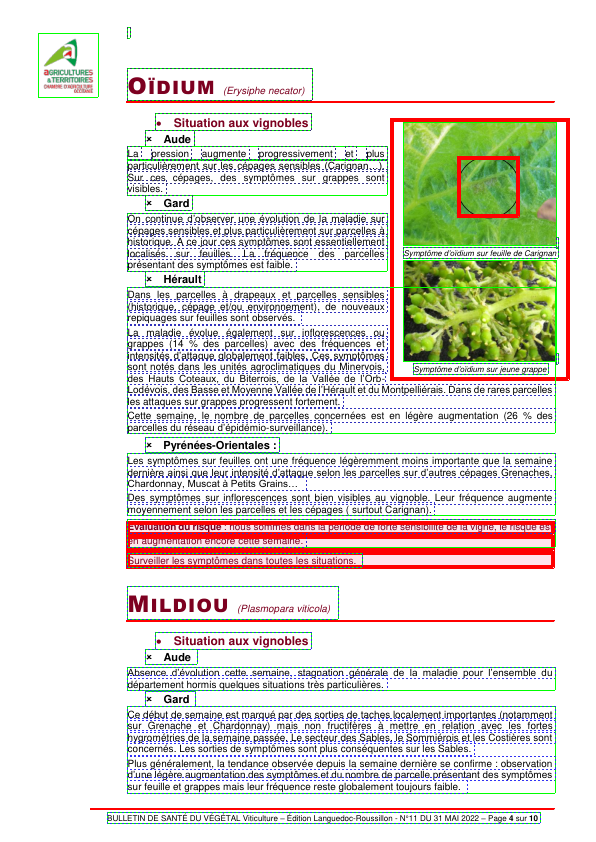 AGRICULTURES
& TERRITOIRES
CHAMBRE D'AGRICULTURE
OCCITANIE
OÏDIUM (Erysiphe necator)
• Situation aux vignobles
× Aude
La pression augmente progressivement et plus
particulièrement sur les cépages sensibles (Carignan…).
Sur ces cépages, des symptômes sur grappes sont
visibles.
× Gard
On continue d'observer une évolution de la maladie sur
cépages sensibles et plus particulièrement sur parcelles à
historique. A ce jour ces symptômes sont essentiellement
localisés sur feuilles. La fréquence des parcelles
présentant des symptômes est faible.
Symptôme d'oïdium sur feuille de Carignan
× Hérault
Dans les parcelles à drapeaux et parcelles sensibles
(historique, cépage et/ou environnement), de nouveaux
repiquages sur feuilles sont observés.
La maladie évolue également sur inflorescences ou
grappes (14 % des parcelles) avec des fréquences et
intensités d'attaque globalement faibles. Ces symptômes
sont notés dans les unités agroclimatiques du Minervois,
des Hauts Coteaux, du Biterrois, de la Vallée de l'Orb-
Symptôme d'oïdium sur jeune grappe
Lodévois, des Basse et Moyenne Vallée de l'Hérault et du Montpelliérais. Dans de rares parcelles
les attaques sur grappes progressent fortement.
Cette semaine, le nombre de parcelles concernées est en légère augmentation (26 % des
parcelles du réseau d'épidémio-surveillance).
× Pyrénées-Orientales :
Les symptômes sur feuilles ont une fréquence légèrement moins importante que la semaine
dernière ainsi que leur intensité d'attaque selon les parcelles sur d'autres cépages Grenaches,
Chardonnay, Muscat à Petits Grains…
Des symptômes sur inflorescences sont bien visibles au vignoble. Leur fréquence augmente
moyennement selon les parcelles et les cépages ( surtout Carignan).
Evaluation du risque : nous sommes dans la période de forte sensibilité de la vigne, le risque est
en augmentation encore cette semaine.
Surveiller les symptômes dans toutes les situations.
MILDIOU (Plasmopara viticola)
• Situation aux vignobles
× Aude
Absence d'évolution cette semaine, stagnation générale de la maladie pour l'ensemble du
département hormis quelques situations très particulières.
× Gard
Ce début de semaine est marqué par des sorties de taches localement importantes (notamment
sur Grenache et Chardonnay) mais non fructifères à mettre en relation avec les fortes
hygrométries de la semaine passée. Le secteur des Sables, le Sommiérois et les Costières sont
concernés. Les sorties de symptômes sont plus conséquentes sur les Sables.
Plus généralement, la tendance observée depuis la semaine dernière se confirme : observation
d'une légère augmentation des symptômes et du nombre de parcelle présentant des symptômes
sur feuille et grappes mais leur fréquence reste globalement toujours faible.
BULLETIN DE SANTÉ DU VÉGÉTAL Viticulture – Édition Languedoc-Roussillon - N°11 DU 31 MAI 2022 – Page 4 sur 10